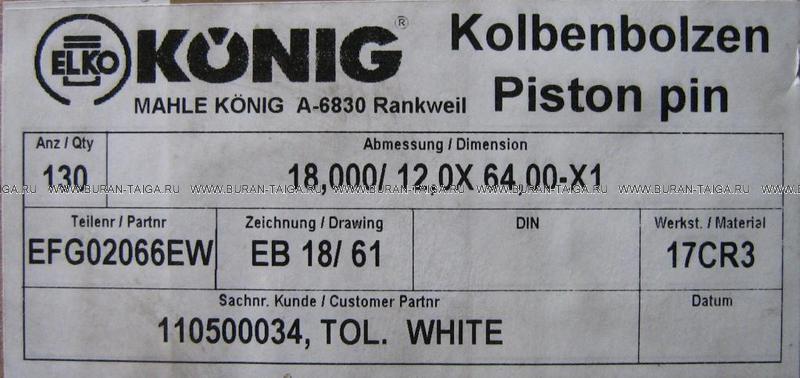 ELKO KÖNIG ®
Kolbenbolzen
MAHLE KÖNIG A-6830 Rankweil
Piston pin
Anz / Qty
Abmessung / Dimension
130
18,000/ 12,0X 64,00-X1
WWW.BURAN-TAIGA.RU WWW.BURAN-TAIGA.RU WWW.BURAN-TAIGA.RU WWW.BURAN-TAIGA.RU WWW.BURAN-TAIGA.RU
Teilenr / Partnr
Zeichnung / Drawing
DIN
Werkst. / Material
EFG02066EW
EB 18/ 61
17CR3
Sachnr. Kunde / Customer Partnr
Datum
110500034, TOL. WHITE